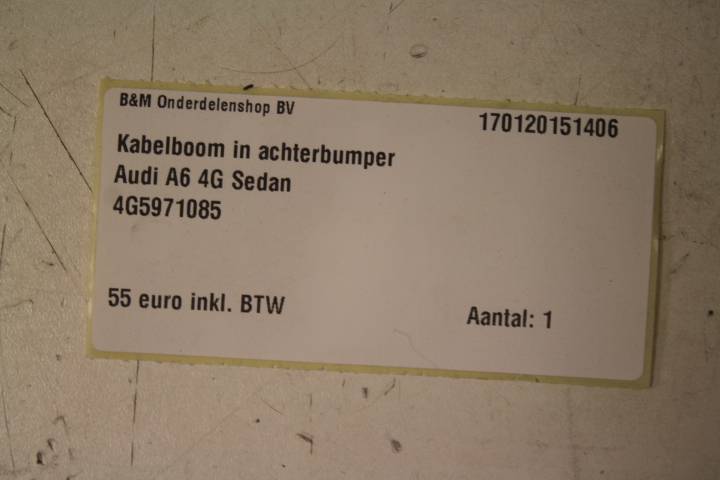 B&M Onderdelenshop BV
170120151406
Kabelboom in achterbumper
Audi A6 4G Sedan
4G5971085
55 euro inkl. BTW
Aantal: 1